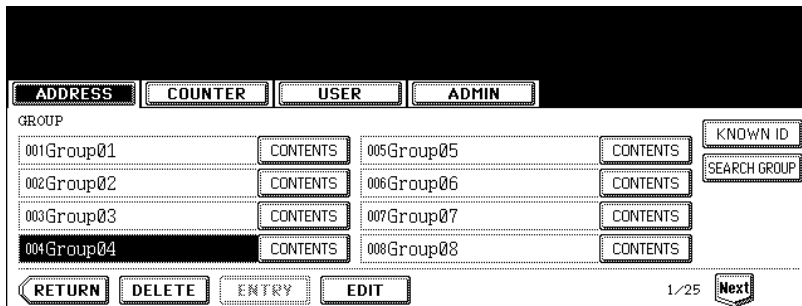 ADDRESS COUNTER USER ADMIN
GROUP
KNOWN ID
001Group01 CONTENTS 005Group05 CONTENTS
SEARCH GROUP
002Group02 CONTENTS 006Group06 CONTENTS
003Group03 CONTENTS 007Group07 CONTENTS
004Group04 CONTENTS 008Group08 CONTENTS
RETURN DELETE ENTRY EDIT 1/25 Next